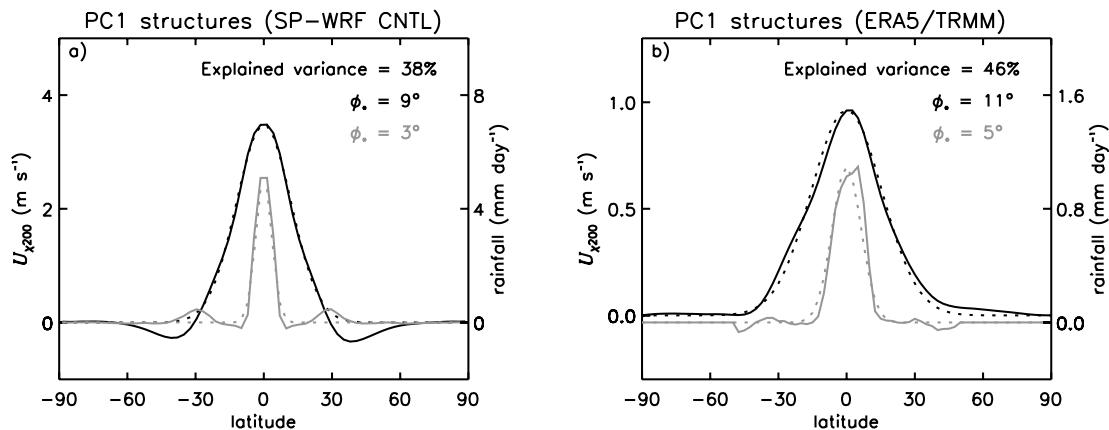 PC1 structures (SP-WRF CNTL)
a)
Explained variance = 38%
ϕ∘ = 9°
ϕ∘ = 3°
4
2
0
8
4
0
U_χ200 (m s⁻¹)
rainfall (mm day⁻¹)
−90 −60 −30 0 30 60 90
latitude
PC1 structures (ERA5/TRMM)
b)
Explained variance = 46%
ϕ∘ = 11°
ϕ∘ = 5°
1.0
0.5
0.0
1.6
0.8
0.0
U_χ200 (m s⁻¹)
rainfall (mm day⁻¹)
−90 −60 −30 0 30 60 90
latitude